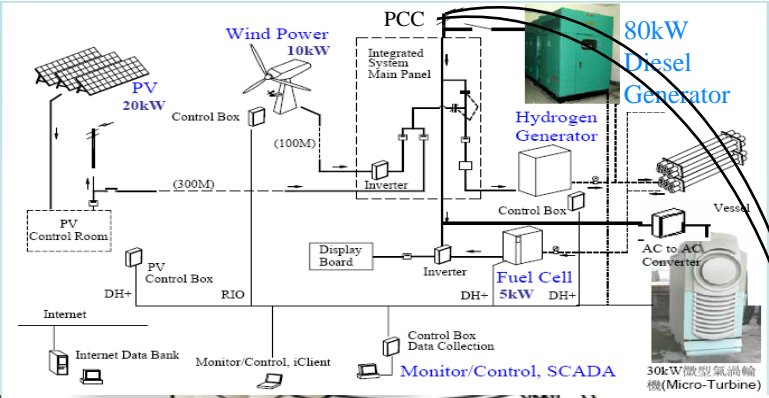 PCC
80kW
Diesel
Generator
Wind Power
10kW
Integrated
System
Main Panel
PV
20kW
Control Box
Hydrogen
Generator
(100M)
(300M)
Inverter
Control Box
Vessel
PV
Control Room
Display
Board
Inverter
Fuel Cell
5kW
AC to AC
Converter
PV
Control Box
DH+
RIO
DH+
DH+
Internet
Internet Data Bank
Monitor/Control, iClient
Control Box
Data Collection
Monitor/Control, SCADA
30kW微型氣渦輪
機(Micro-Turbine)